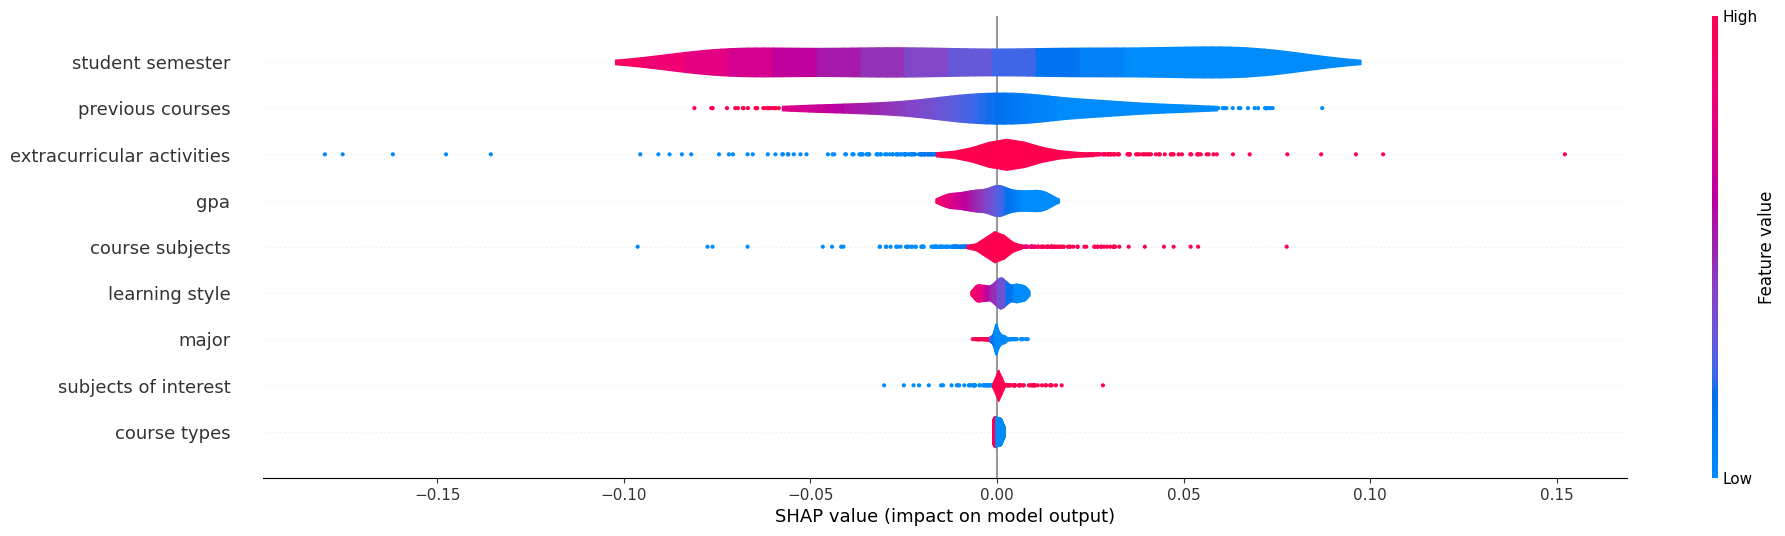 High
student semester
previous courses
extracurricular activities
gpa
course subjects
learning style
major
subjects of interest
course types
Feature value
Low
−0.15 −0.10 −0.05 0.00 0.05 0.10 0.15
SHAP value (impact on model output)